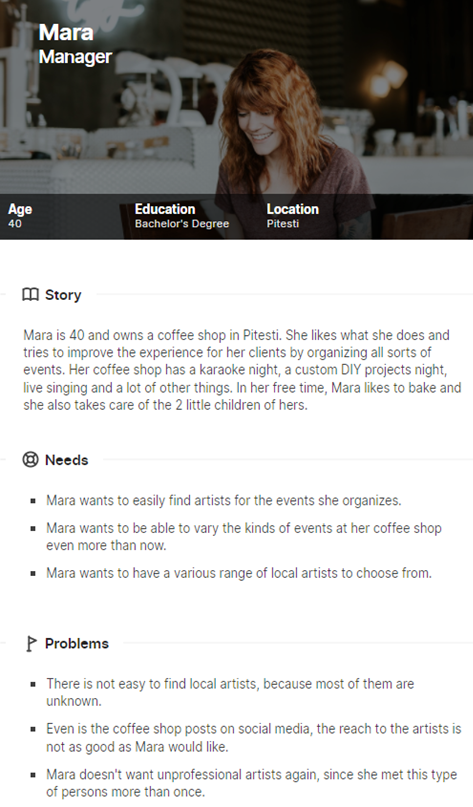 Mara
Manager
Age
Education
Location
40
Bachelor's Degree
Pitesti
Story
Mara is 40 and owns a coffee shop in Pitesti. She likes what she does and
tries to improve the experience for her clients by organizing all sorts of
events. Her coffee shop has a karaoke night, a custom DIY projects night,
live singing and a lot of other things. In her free time, Mara likes to bake and
she also takes care of the 2 little children of hers.
Needs
▪ Mara wants to easily find artists for the events she organizes.
▪ Mara wants to be able to vary the kinds of events at her coffee shop
even more than now.
▪ Mara wants to have a various range of local artists to choose from.
Problems
▪ There is not easy to find local artists, because most of them are
unknown.
▪ Even is the coffee shop posts on social media, the reach to the artists is
not as good as Mara would like.
▪ Mara doesn't want unprofessional artists again, since she met this type
of persons more than once.